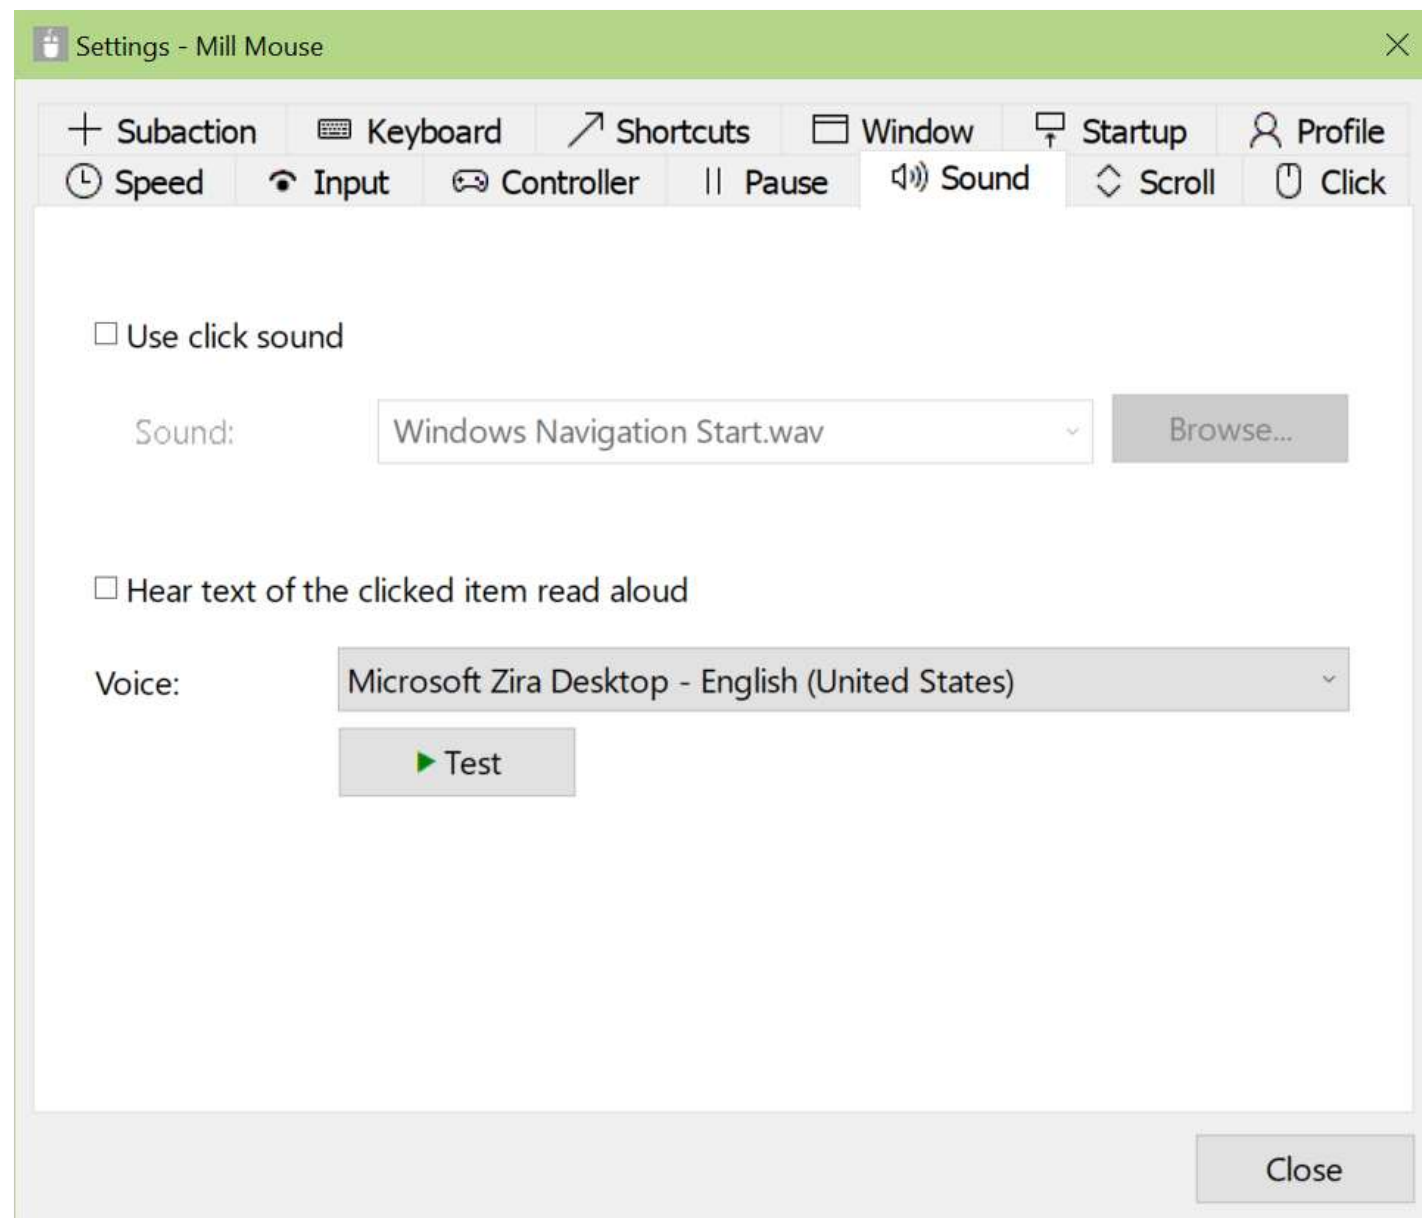 Settings - Mill Mouse
Subaction Keyboard Shortcuts Window Startup Profile
Speed Input Controller Pause Sound Scroll Click
Use click sound
Sound: Windows Navigation Start.wav Browse...
Hear text of the clicked item read aloud
Voice: Microsoft Zira Desktop - English (United States)
Test
Close